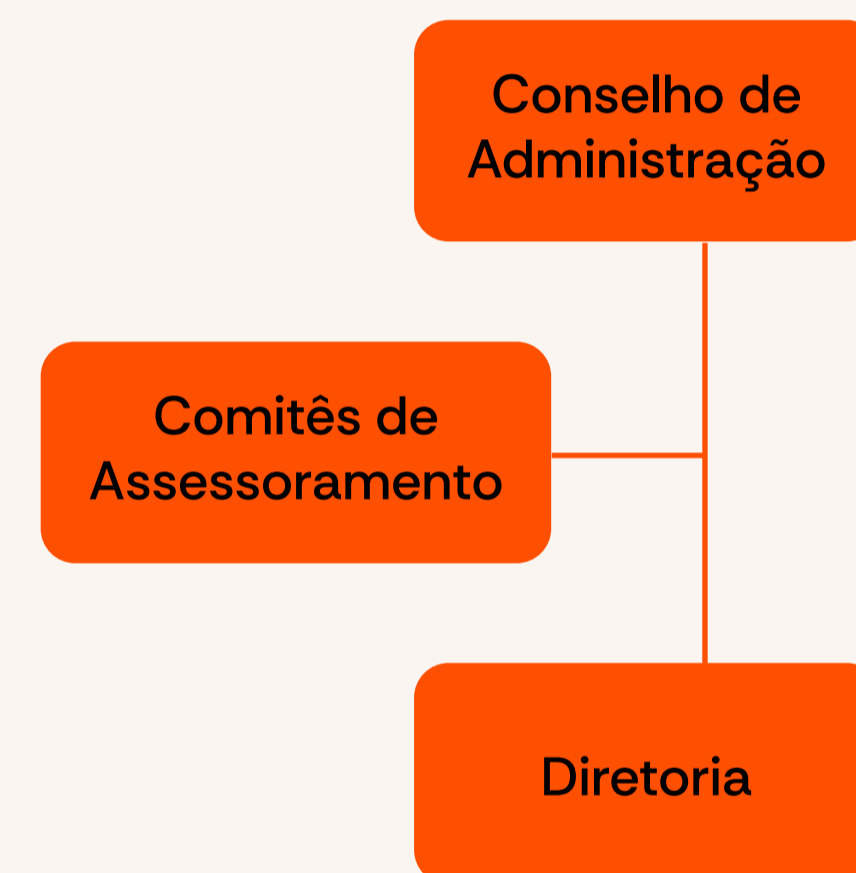 Conselho de
Administração
Comitês de
Assessoramento
Diretoria